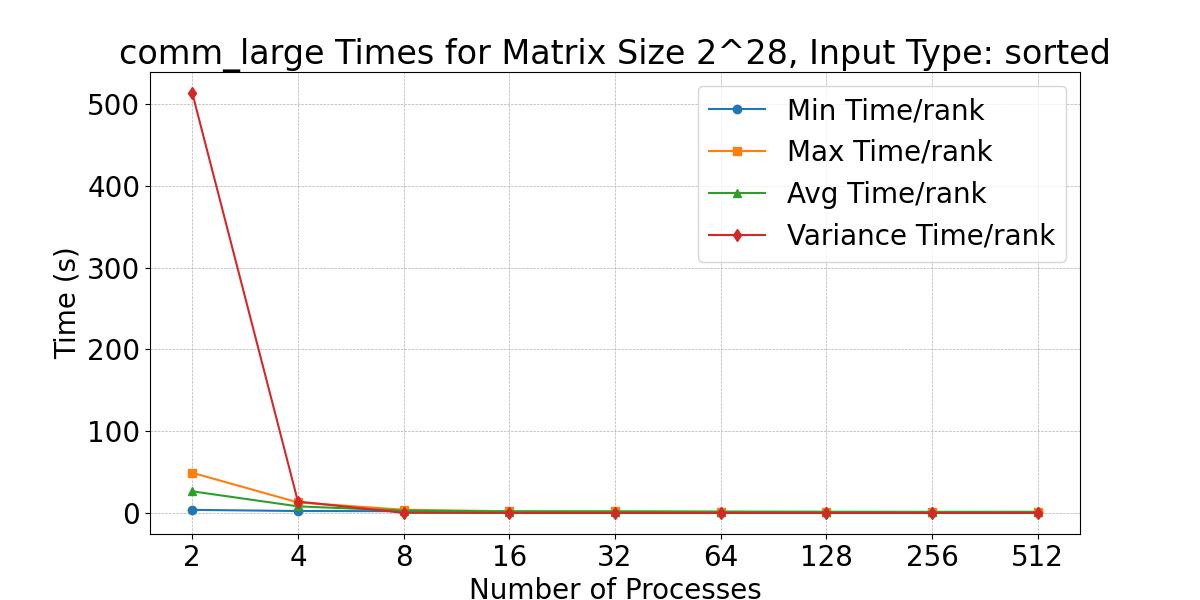 comm_large Times for Matrix Size 2^28, Input Type: sorted
Min Time/rank
Max Time/rank
Avg Time/rank
Variance Time/rank
Time (s)
500
400
300
200
100
0
2 4 8 16 32 64 128 256 512
Number of Processes